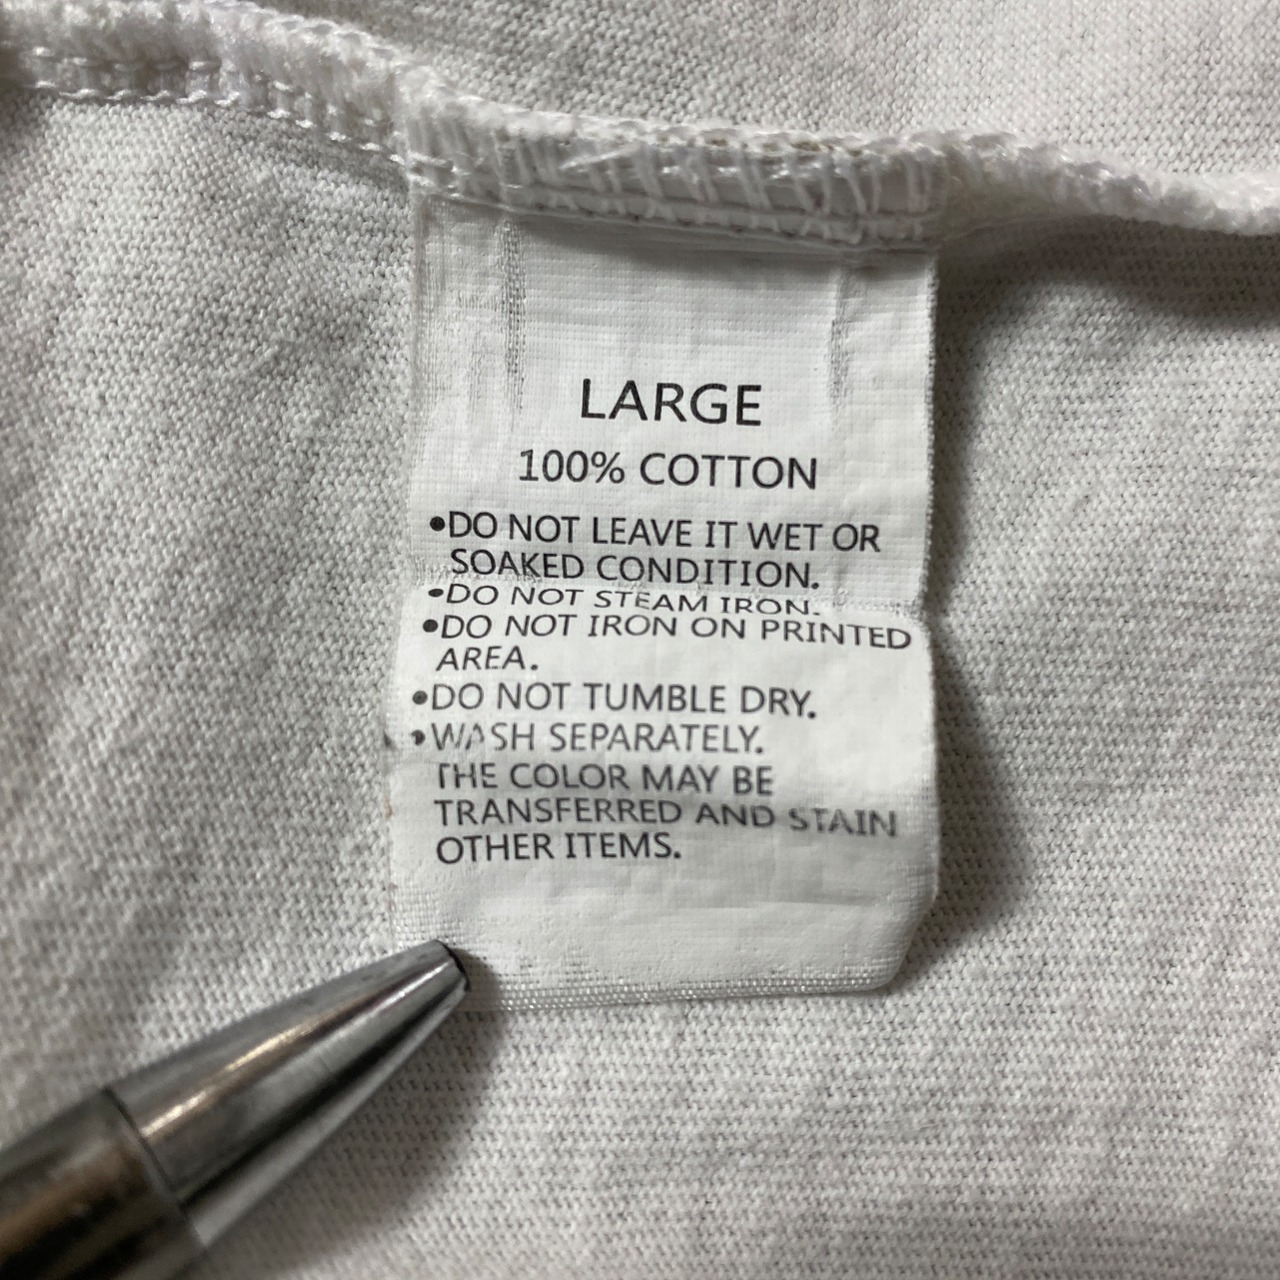 LARGE
100% COTTON
•DO NOT LEAVE IT WET OR
SOAKED CONDITION.
•DO NOT STEAM IRON.
•DO NOT IRON ON PRINTED
AREA.
•DO NOT TUMBLE DRY.
•WASH SEPARATELY.
THE COLOR MAY BE
TRANSFERRED AND STAIN
OTHER ITEMS.